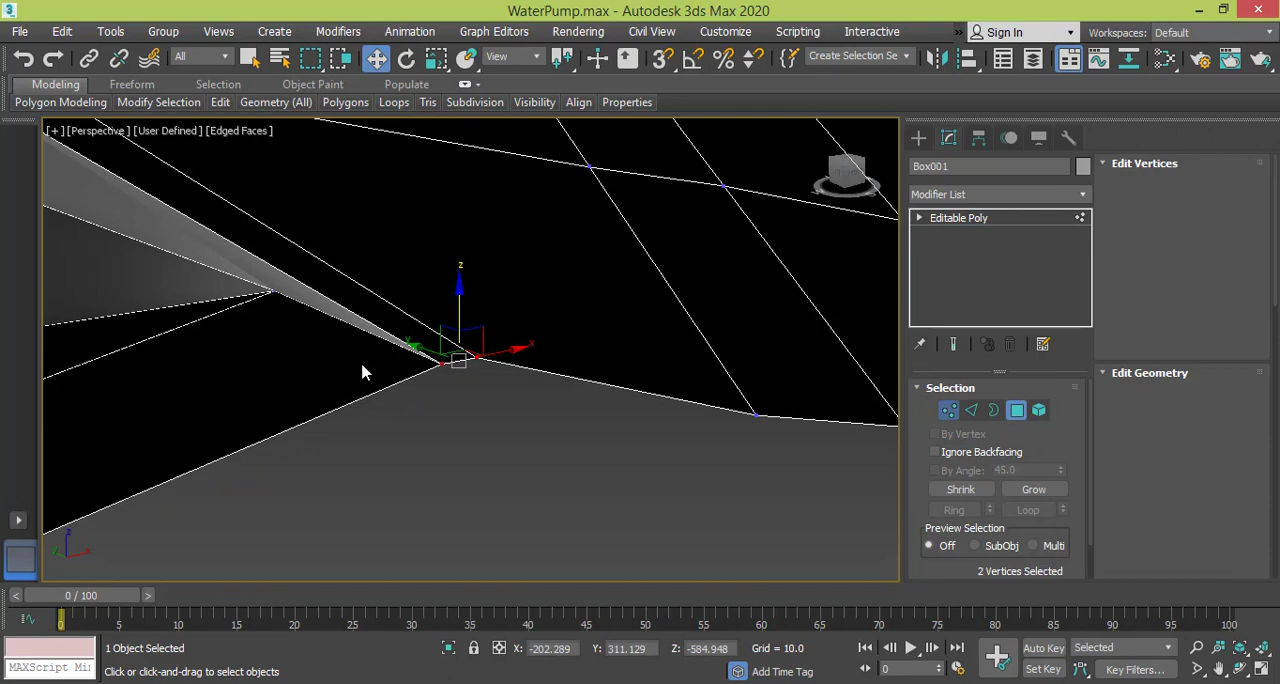 WaterPump.max - Autodesk 3ds Max 2020
File Edit Tools Group Views Create Modifiers Animation Graph Editors Rendering Civil View Customize Scripting Interactive » Sign In Workspaces: Default
All View Create Selection Se
Modeling Freeform Selection Object Paint Populate
Polygon Modeling Modify Selection Edit Geometry (All) Polygons Loops Tris Subdivision Visibility Align Properties
[+] [Perspective] [User Defined] [Edged Faces]
Box001
Modifier List
Editable Poly
Edit Vertices
Edit Geometry
Selection
By Vertex
Ignore Backfacing
By Angle: 45.0
Shrink Grow
Ring Loop
Preview Selection
Off SubObj Multi
2 Vertices Selected
z
x
y
z
x
y
< 0 / 100 >
0 5 10 15 20 25 30 35 40 45 50 55 60 65 70 75 80 85 90 95 100
1 Object Selected X: -202.289 Y: 311.129 Z: -584.948 Grid = 10.0 Auto Key Selected
MAXScript Mi Click or click-and-drag to select objects Add Time Tag 0 Set Key Key Filters...